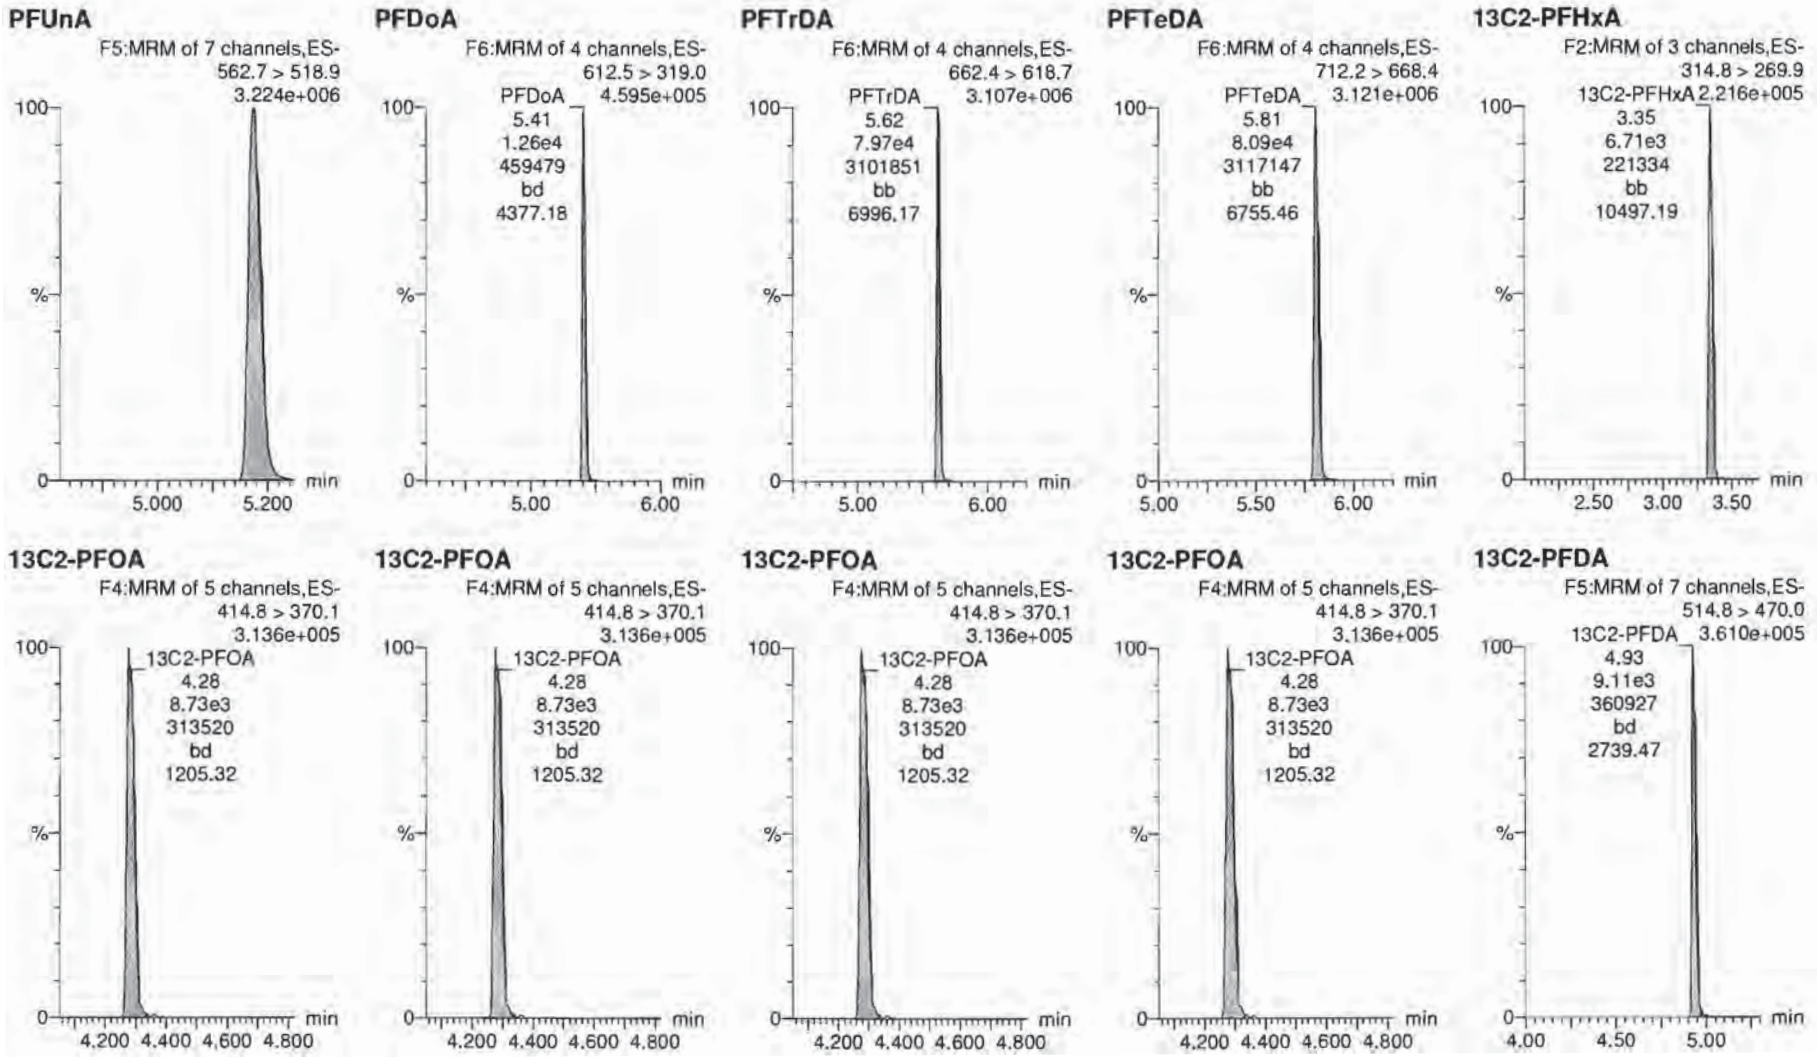 PFUnA
F5:MRM of 7 channels,ES-
562.7 > 518.9
3.224e+006
100
%
0
5.000 5.200 min
PFDoA
F6:MRM of 4 channels,ES-
612.5 > 319.0
PFDoA 4.595e+005
100
5.41
1.26e4
459479
bd
4377.18
%
0
5.00 6.00 min
PFTrDA
F6:MRM of 4 channels,ES-
662.4 > 618.7
PFTrDA 3.107e+006
100
5.62
7.97e4
3101851
bb
6996.17
%
0
5.00 6.00 min
PFTeDA
F6:MRM of 4 channels,ES-
712.2 > 668.4
PFTeDA 3.121e+006
100
5.81
8.09e4
3117147
bb
6755.46
%
0
5.00 5.50 6.00 min
13C2-PFHxA
F2:MRM of 3 channels,ES-
314.8 > 269.9
13C2-PFHxA 2.216e+005
100
3.35
6.71e3
221334
bb
10497.19
%
0
2.50 3.00 3.50 min
13C2-PFOA
F4:MRM of 5 channels,ES-
414.8 > 370.1
3.136e+005
100
13C2-PFOA
4.28
8.73e3
313520
bd
1205.32
%
0
4.200 4.400 4.600 4.800 min
13C2-PFOA
F4:MRM of 5 channels,ES-
414.8 > 370.1
3.136e+005
100
13C2-PFOA
4.28
8.73e3
313520
bd
1205.32
%
0
4.200 4.400 4.600 4.800 min
13C2-PFOA
F4:MRM of 5 channels,ES-
414.8 > 370.1
3.136e+005
100
13C2-PFOA
4.28
8.73e3
313520
bd
1205.32
%
0
4.200 4.400 4.600 4.800 min
13C2-PFOA
F4:MRM of 5 channels,ES-
414.8 > 370.1
3.136e+005
100
13C2-PFOA
4.28
8.73e3
313520
bd
1205.32
%
0
4.200 4.400 4.600 4.800 min
13C2-PFDA
F5:MRM of 7 channels,ES-
514.8 > 470.0
13C2-PFDA 3.610e+005
100
4.93
9.11e3
360927
bd
2739.47
%
0
4.00 4.50 5.00 min